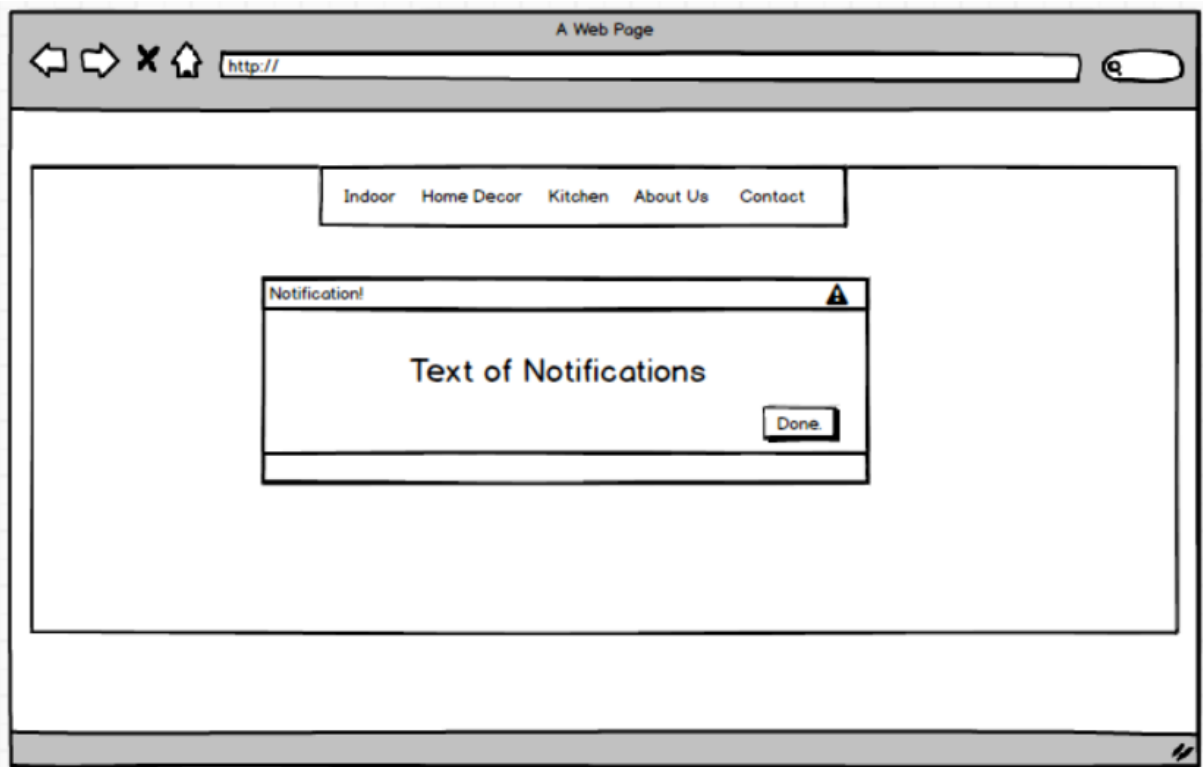 A Web Page
http://
Indoor Home Decor Kitchen About Us Contact
Notification!
Text of Notifications
Done.